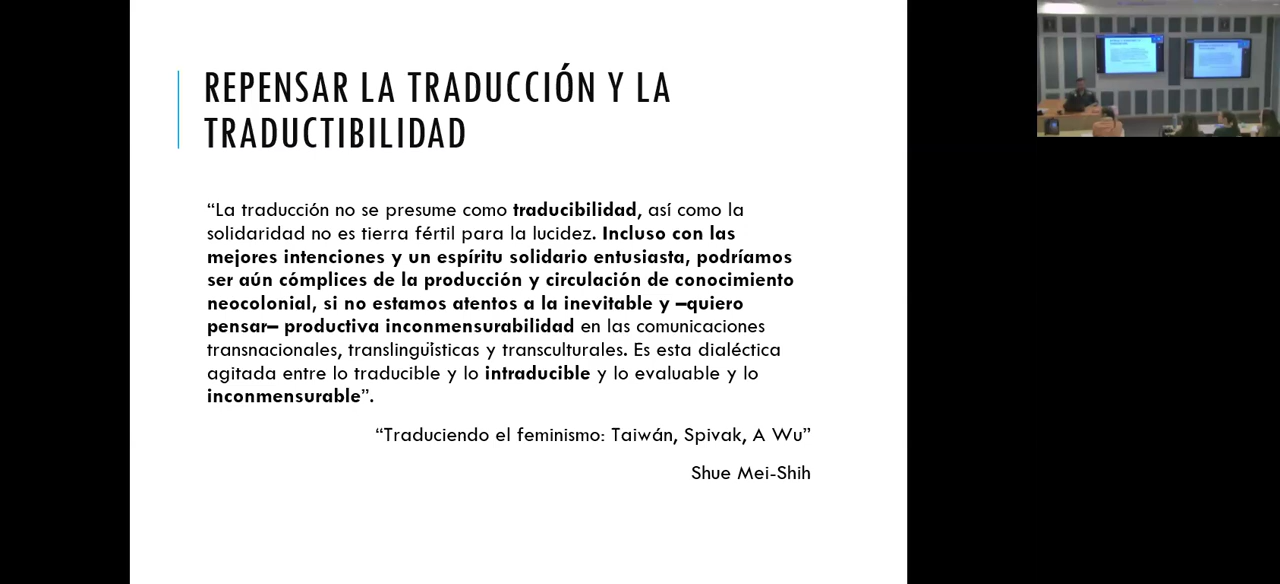 REPENSAR LA TRADUCCIÓN Y LA
TRADUCTIBILIDAD
“La traducción no se presume como traducibilidad, así como la
solidaridad no es tierra fértil para la lucidez. Incluso con las
mejores intenciones y un espíritu solidario entusiasta, podríamos
ser aún cómplices de la producción y circulación de conocimiento
neocolonial, si no estamos atentos a la inevitable y –quiero
pensar– productiva inconmensurabilidad en las comunicaciones
transnacionales, translingüísticas y transculturales. Es esta dialéctica
agitada entre lo traducible y lo intraducible y lo evaluable y lo
inconmensurable”.
“Traduciendo el feminismo: Taiwán, Spivak, A Wu”
Shue Mei-Shih